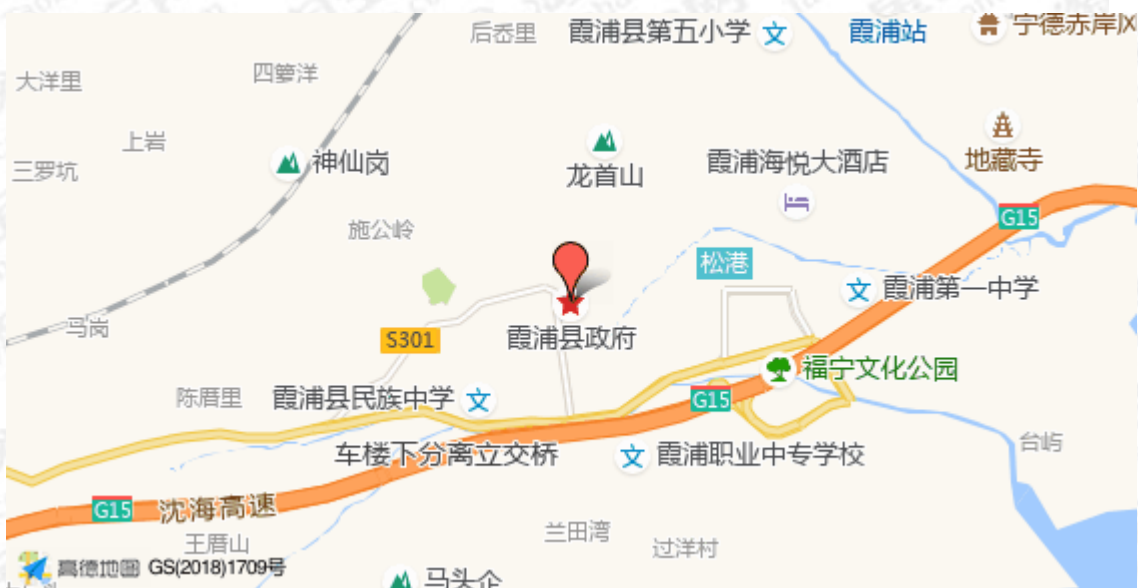 后岙里
霞浦县第五小学
霞浦站
宁德赤岸
大洋里
四箩洋
上岩
三罗坑
神仙岗
龙首山
霞浦海悦大酒店
地藏寺
施公岭
G15
松港
霞浦第一中学
马岗
S301
霞浦县政府
福宁文化公园
陈厝里
霞浦县民族中学
G15
车楼下分离立交桥
霞浦职业中专学校
台屿
G15 沈海高速
兰田湾
过洋村
王厝山
高德地图 GS(2018)1709号
马头企